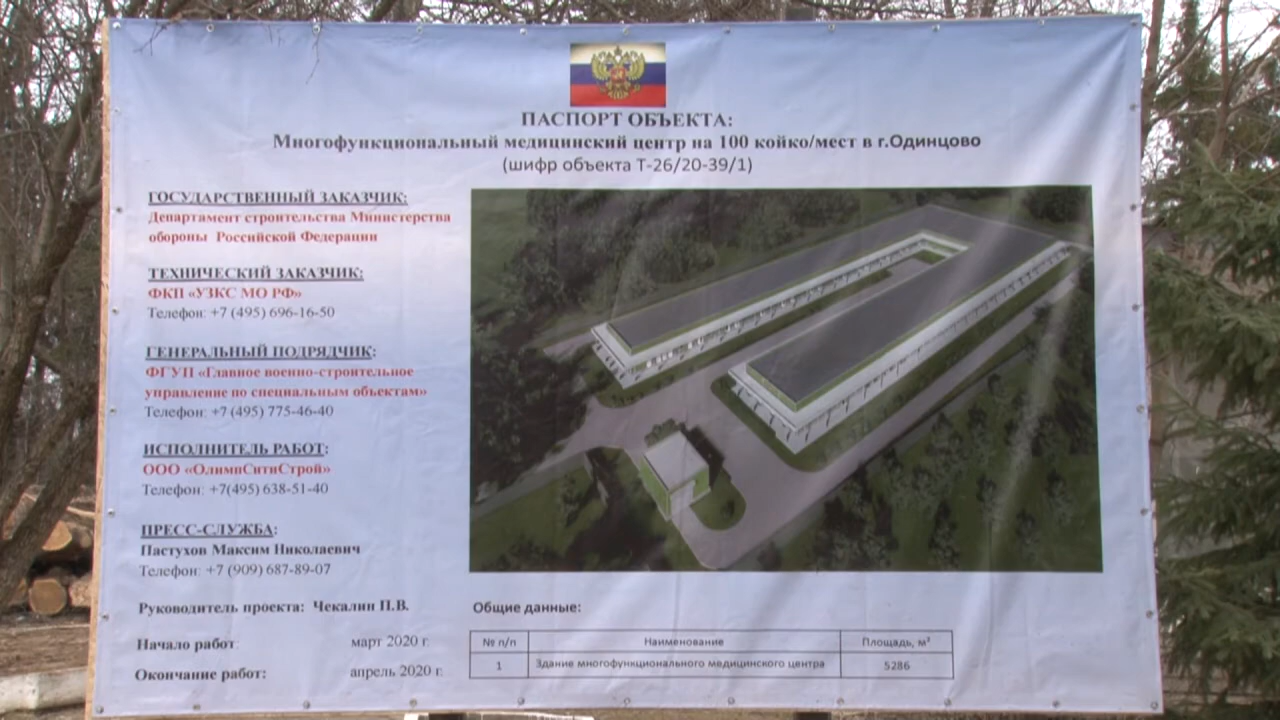 ПАСПОРТ ОБЪЕКТА:
Многофункциональный медицинский центр на 100 койко/мест в г.Одинцово
(шифр объекта Т-26/20-39/1)
ГОСУДАРСТВЕННЫЙ ЗАКАЗЧИК:
Департамент строительства Министерства
обороны Российской Федерации
ТЕХНИЧЕСКИЙ ЗАКАЗЧИК:
ФКП «УЗКС МО РФ»
Телефон: +7 (495) 696-16-50
ГЕНЕРАЛЬНЫЙ ПОДРЯДЧИК:
ФГУП «Главное военно-строительное
управление по специальным объектам»
Телефон: +7 (495) 775-46-40
ИСПОЛНИТЕЛЬ РАБОТ:
ООО «ОлимпСитиСтрой»
Телефон: +7(495) 638-51-40
ПРЕСС-СЛУЖБА:
Пастухов Максим Николаевич
Телефон: +7 (909) 687-89-07
Руководитель проекта: Чекалин П.В.
Начало работ март 2020 г.
Окончание работ: апрель 2020 г.
Общие данные:
№ п/п Наименование Площадь, м²
1 Здание многофункционального медицинского центра 5286